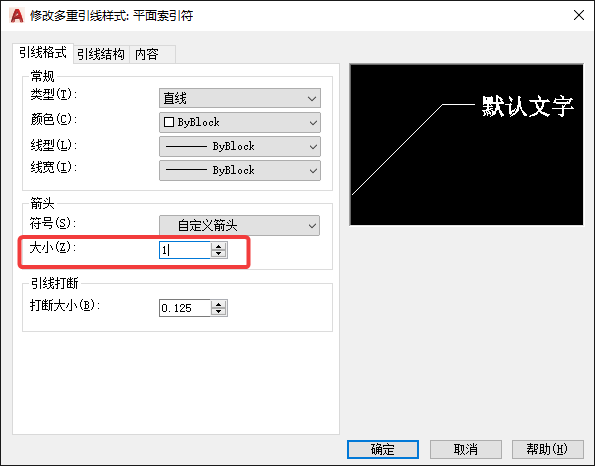 修改多重引线样式: 平面索引符
引线格式 引线结构 内容
常规
类型(T): 直线
颜色(C): ByBlock
线型(L): ByBlock
线宽(I): ByBlock
箭头
符号(S): 自定义箭头
大小(Z): 1
引线打断
打断大小(B): 0.125
默认文字
确定 取消 帮助(H)